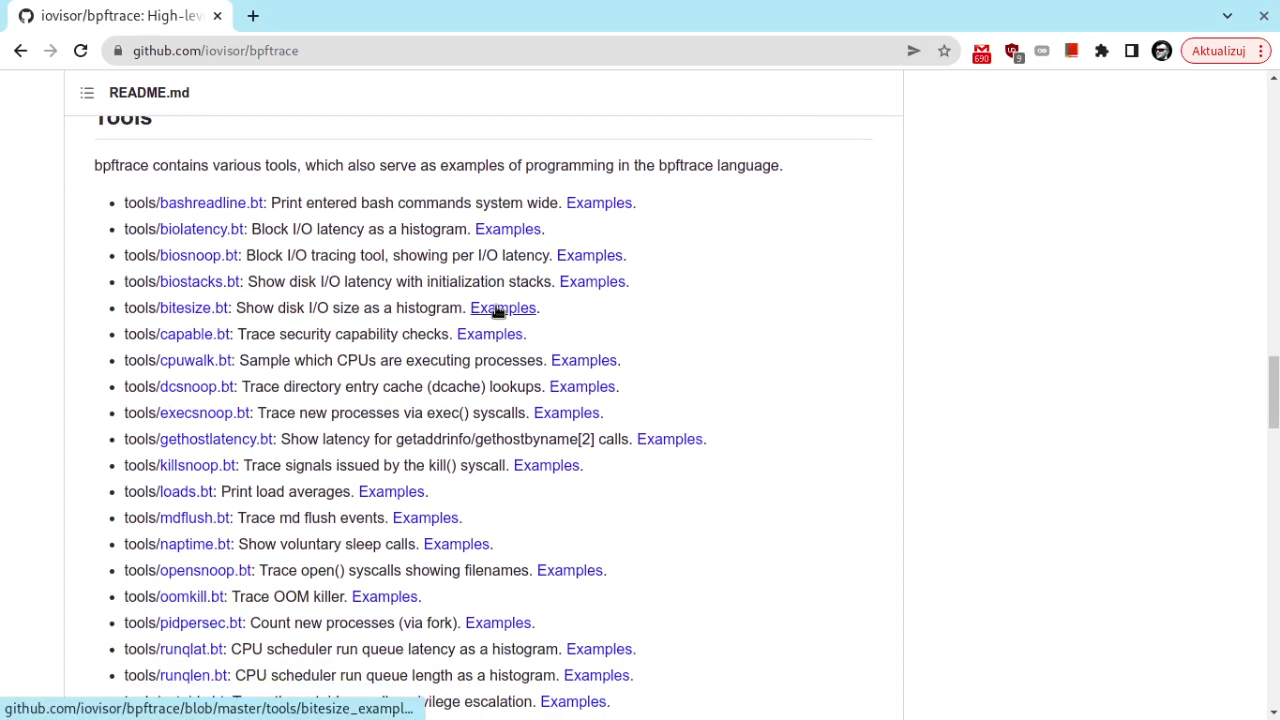 iovisor/bpftrace: High-lev
github.com/iovisor/bpftrace
690
9
Aktualizuj
README.md
Tools
bpftrace contains various tools, which also serve as examples of programming in the bpftrace language.
• tools/bashreadline.bt: Print entered bash commands system wide. Examples.
• tools/biolatency.bt: Block I/O latency as a histogram. Examples.
• tools/biosnoop.bt: Block I/O tracing tool, showing per I/O latency. Examples.
• tools/biostacks.bt: Show disk I/O latency with initialization stacks. Examples.
• tools/bitesize.bt: Show disk I/O size as a histogram. Examples.
• tools/capable.bt: Trace security capability checks. Examples.
• tools/cpuwalk.bt: Sample which CPUs are executing processes. Examples.
• tools/dcsnoop.bt: Trace directory entry cache (dcache) lookups. Examples.
• tools/execsnoop.bt: Trace new processes via exec() syscalls. Examples.
• tools/gethostlatency.bt: Show latency for getaddrinfo/gethostbyname[2] calls. Examples.
• tools/killsnoop.bt: Trace signals issued by the kill() syscall. Examples.
• tools/loads.bt: Print load averages. Examples.
• tools/mdflush.bt: Trace md flush events. Examples.
• tools/naptime.bt: Show voluntary sleep calls. Examples.
• tools/opensnoop.bt: Trace open() syscalls showing filenames. Examples.
• tools/oomkill.bt: Trace OOM killer. Examples.
• tools/pidpersec.bt: Count new processes (via fork). Examples.
• tools/runqlat.bt: CPU scheduler run queue latency as a histogram. Examples.
• tools/runqlen.bt: CPU scheduler run queue length as a histogram. Examples.
vilege escalation. Examples.
github.com/iovisor/bpftrace/blob/master/tools/bitesize_exampl...